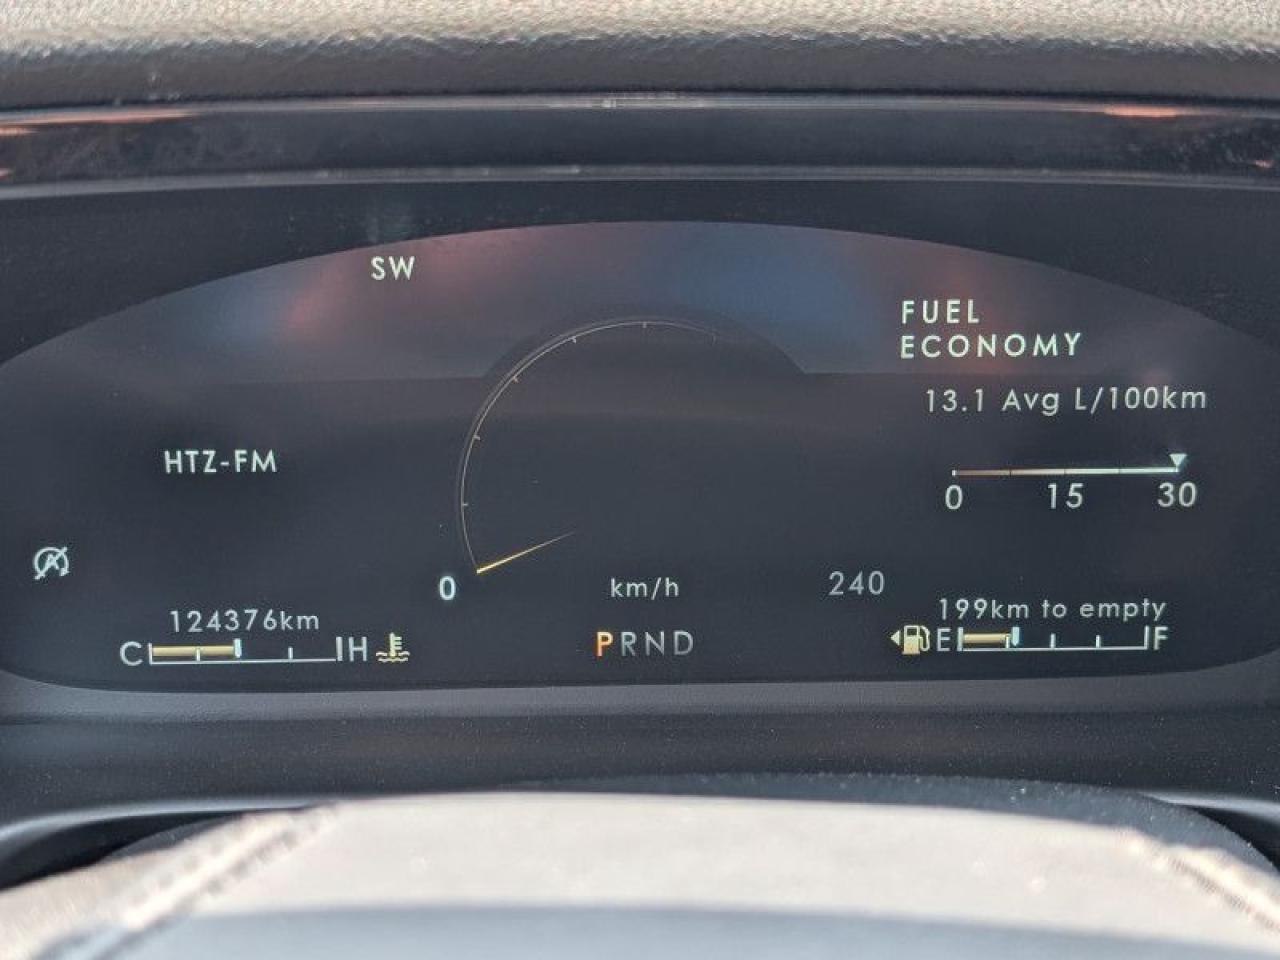 SW
FUEL
ECONOMY
13.1 Avg L/100km
HTZ-FM
0 15 30
0 km/h 240
124376km
199km to empty
C H
PRND
E F